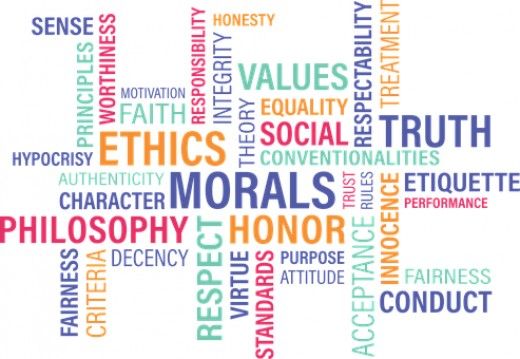 SENSE
PRINCIPLES
WORTHINESS
MOTIVATION
FAITH
RESPONSIBILITY
HONESTY
INTEGRITY
VALUES
EQUALITY
THEORY
SOCIAL
RESPECTABILITY
TREATMENT
TRUTH
HYPOCRISY
ETHICS
CONVENTIONALITIES
AUTHENTICITY
CHARACTER
MORALS
TRUST
RULES
INNOCENCE
ETIQUETTE
PERFORMANCE
PHILOSOPHY
RESPECT
HONOR
ACCEPTANCE
FAIRNESS
CRITERIA
DECENCY
VIRTUE
STANDARDS
PURPOSE
ATTITUDE
FAIRNESS
CONDUCT